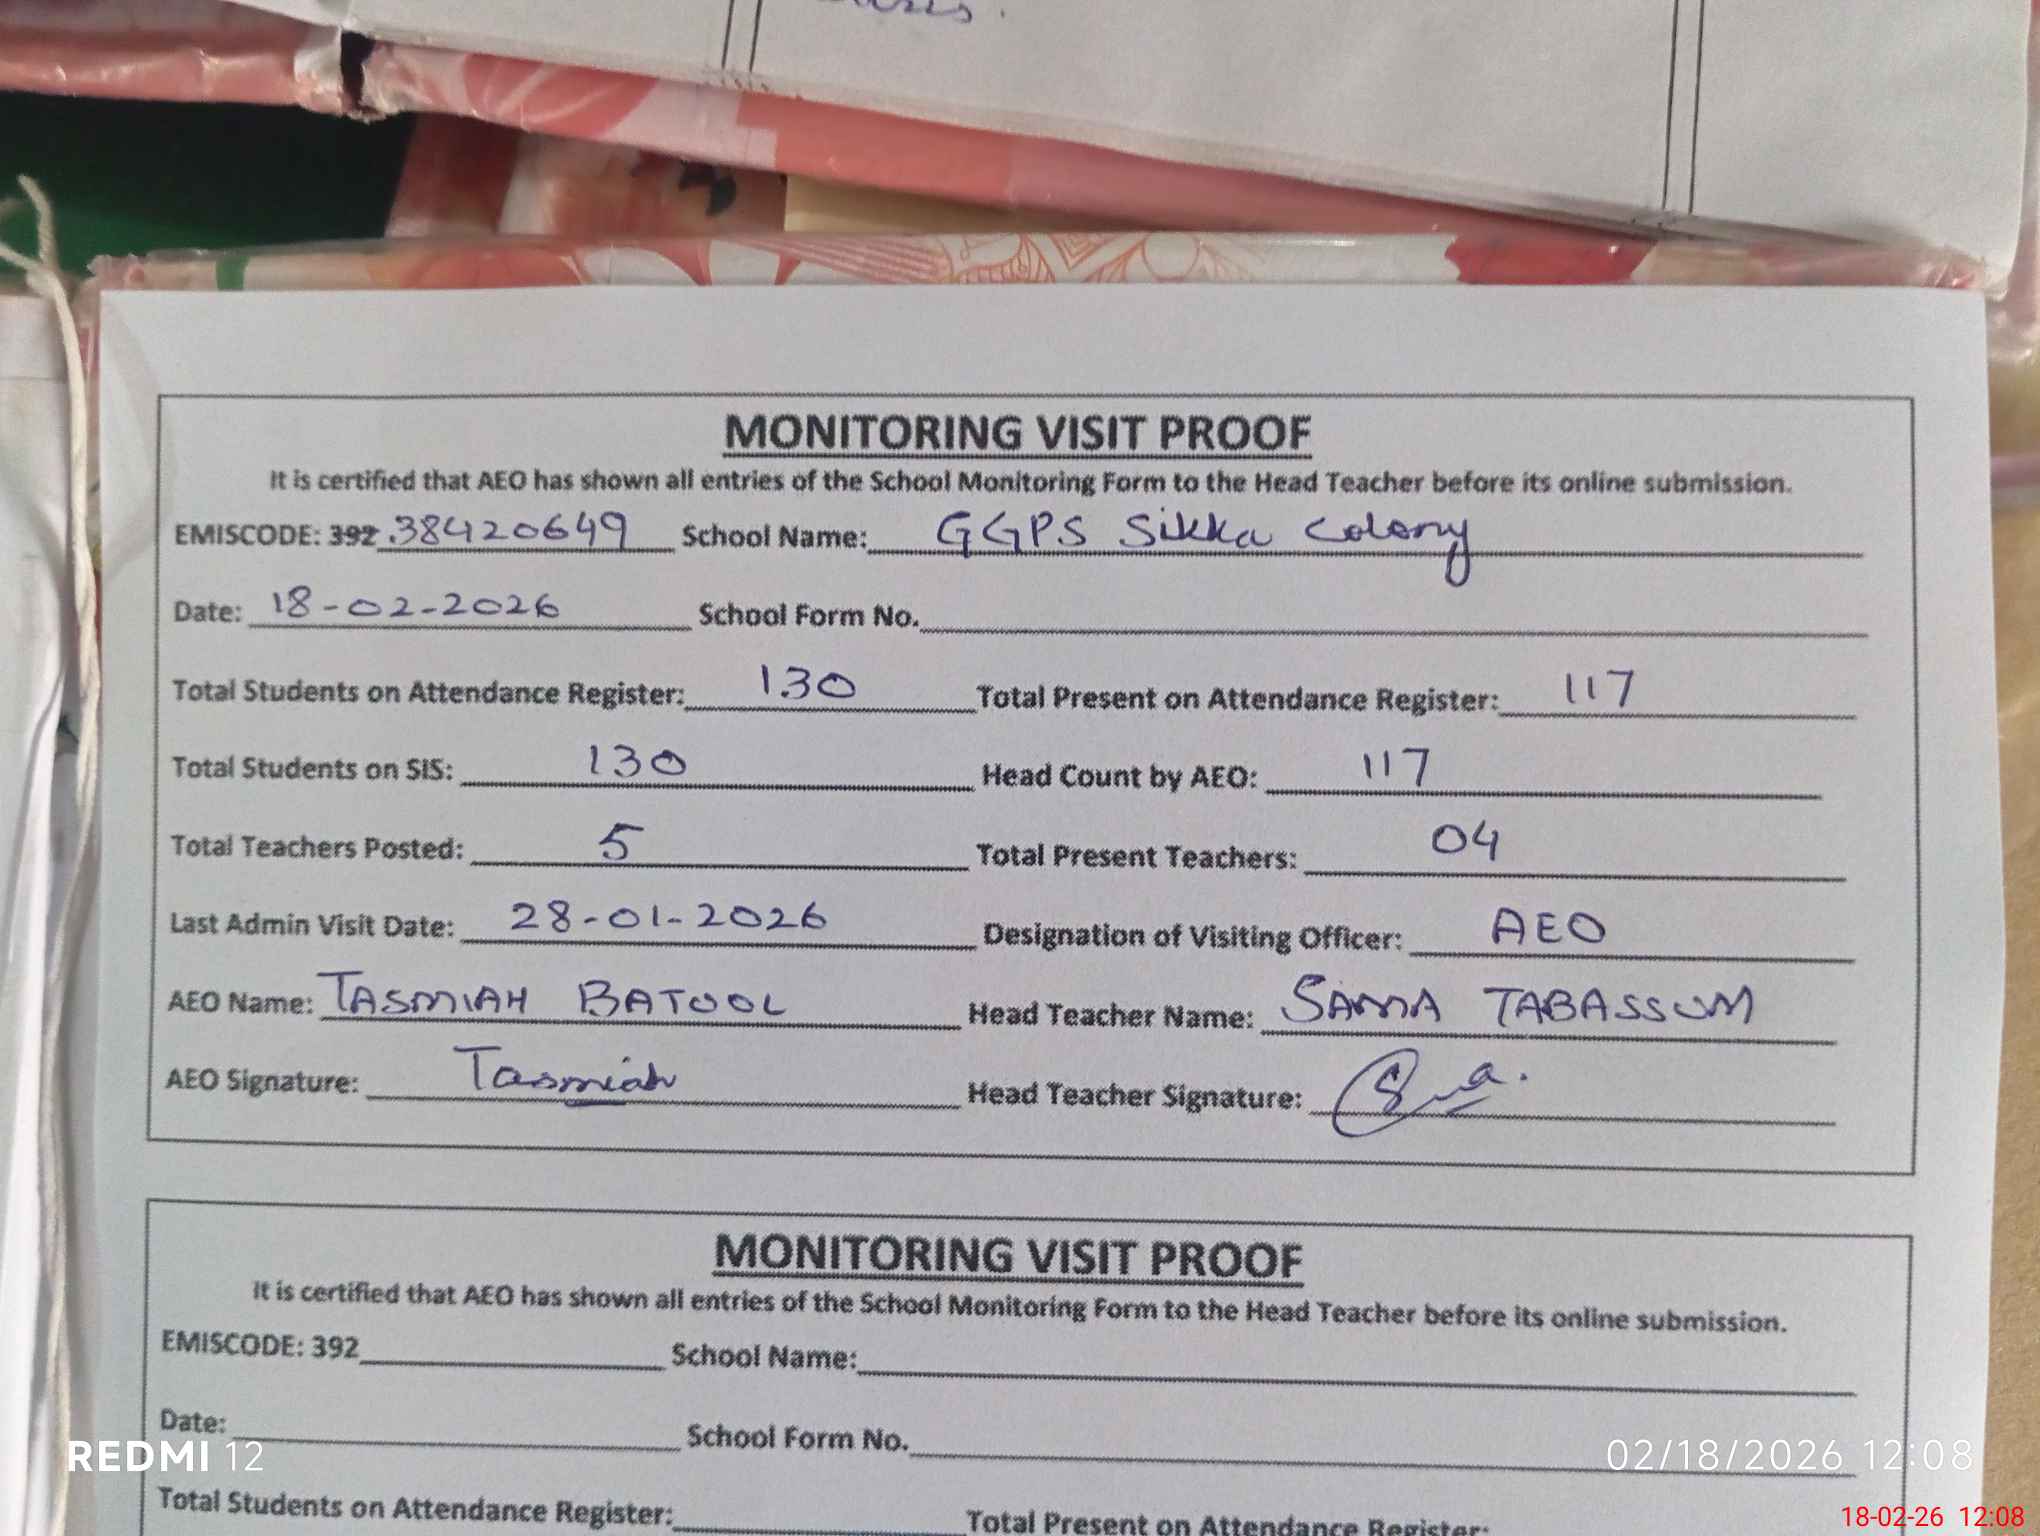 MONITORING VISIT PROOF
It is certified that AEO has shown all entries of the School Monitoring Form to the Head Teacher before its online submission.
EMISCODE: 392 38420649 School Name: GGPS Sikka Colony
Date: 18-02-2026 School Form No.
Total Students on Attendance Register: 130 Total Present on Attendance Register: 117
Total Students on SIS: 130 Head Count by AEO: 117
Total Teachers Posted: 5 Total Present Teachers: 04
Last Admin Visit Date: 28-01-2026 Designation of Visiting Officer: AEO
AEO Name: TASMIAH BATOOL Head Teacher Name: SAMA TABASSUM
AEO Signature: Tasmiah Head Teacher Signature:
MONITORING VISIT PROOF
It is certified that AEO has shown all entries of the School Monitoring Form to the Head Teacher before its online submission.
EMISCODE: 392 School Name:
Date: School Form No.
REDMI 12 02/18/2026 12:08
Total Students on Attendance Register: Total Present on Attendance Register:
18-02-26 12:08